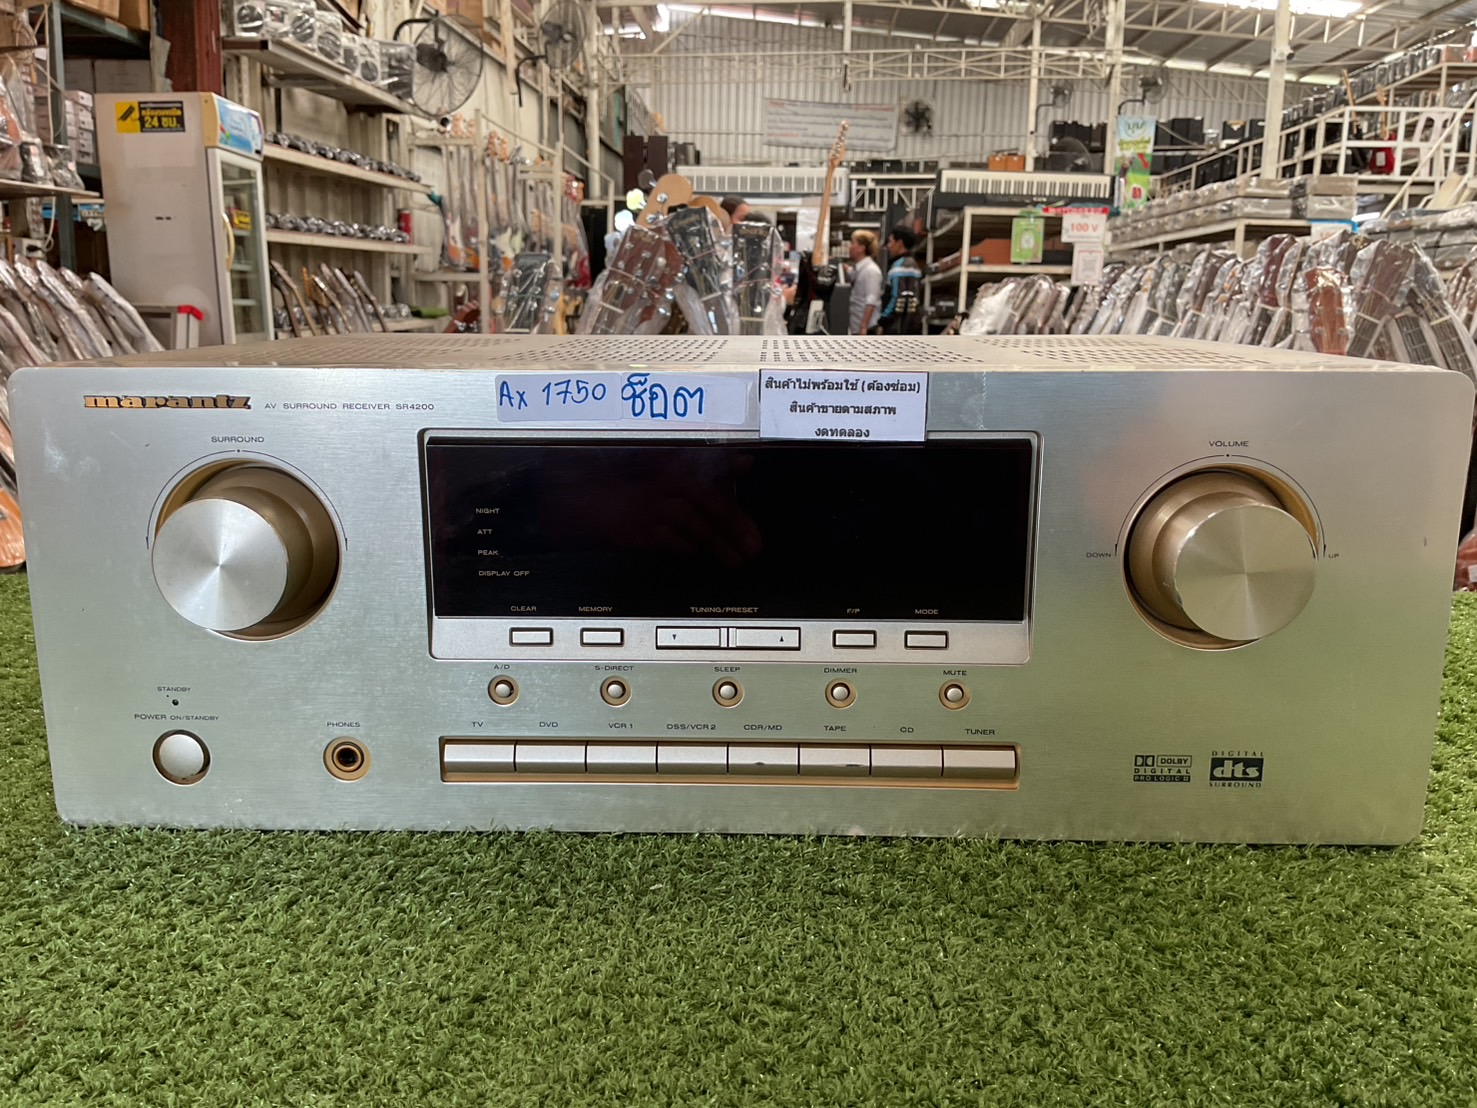 24 ชม.
100 V
marantz AV SURROUND RECEIVER SR4200
Ax 1750 ช็อต
สินค้าไม่พร้อมใช้ (ต้องซ่อม)
สินค้าขายตามสภาพ
งดทดลอง
SURROUND
VOLUME
DOWN
UP
NIGHT
ATT
PEAK
DISPLAY OFF
CLEAR MEMORY TUNING/PRESET F/P MODE
A/D S-DIRECT SLEEP DIMMER MUTE
STANDBY
POWER ON/STANDBY
PHONES
TV DVD VCR 1 DSS/VCR 2 CDR/MD TAPE CD TUNER
DOLBY
DIGITAL
PRO LOGIC II
DIGITAL
dts
SURROUND